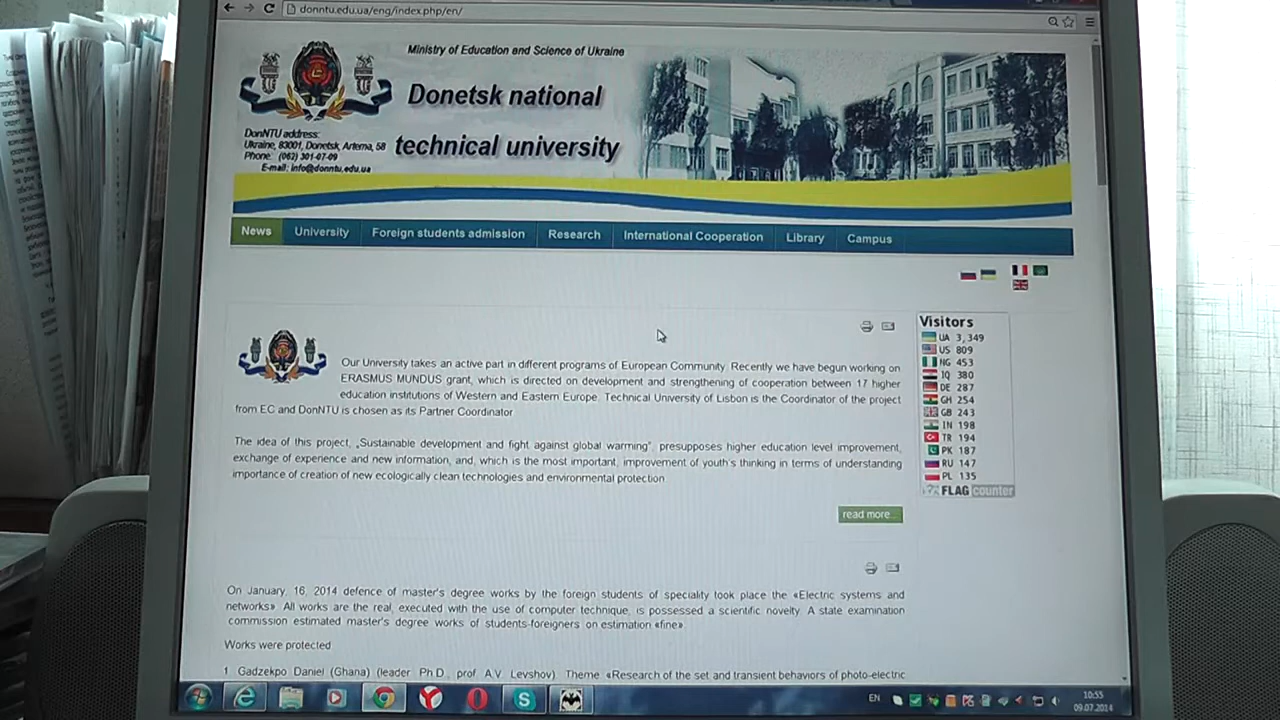 donntu.edu.ua/eng/index.php/en/
Ministry of Education and Science of Ukraine
Donetsk national
technical university
DonNTU address:
Ukraine, 83001, Donetsk, Artema, 58
Phone: (062) 301-07-09
E-mail: info@donntu.edu.ua
News University Foreign students admission Research International Cooperation Library Campus
Our University takes an active part in different programs of European Community. Recently we have begun working on
ERASMUS MUNDUS grant, which is directed on development and strengthening of cooperation between 17 higher
education institutions of Western and Eastern Europe. Technical University of Lisbon is the Coordinator of the project
from EC and DonNTU is chosen as its Partner Coordinator
The idea of this project, „Sustainable development and fight against global warming", presupposes higher education level improvement,
exchange of experience and new information, and, which is the most important, improvement of youth's thinking in terms of understanding
importance of creation of new ecologically clean technologies and environmental protection
read more...
Visitors
UA 3,349
US 809
NG 453
IQ 380
DE 287
GH 254
GB 243
IN 198
TR 194
PK 187
RU 147
PL 135
FLAG counter
On January, 16, 2014 defence of master's degree works by the foreign students of speciality took place the «Electric systems and
networks». All works are the real, executed with the use of computer technique, is possessed a scientific novelty. A state examination
commission estimated master's degree works of students-foreigners on estimation «fine».
Works were protected
1 Gadzekpo Daniel (Ghana) (leader Ph.D., prof. A.V. Levshov). Theme «Research of the set and transient behaviors of photo-electric
EN
10:55
09.07.2014